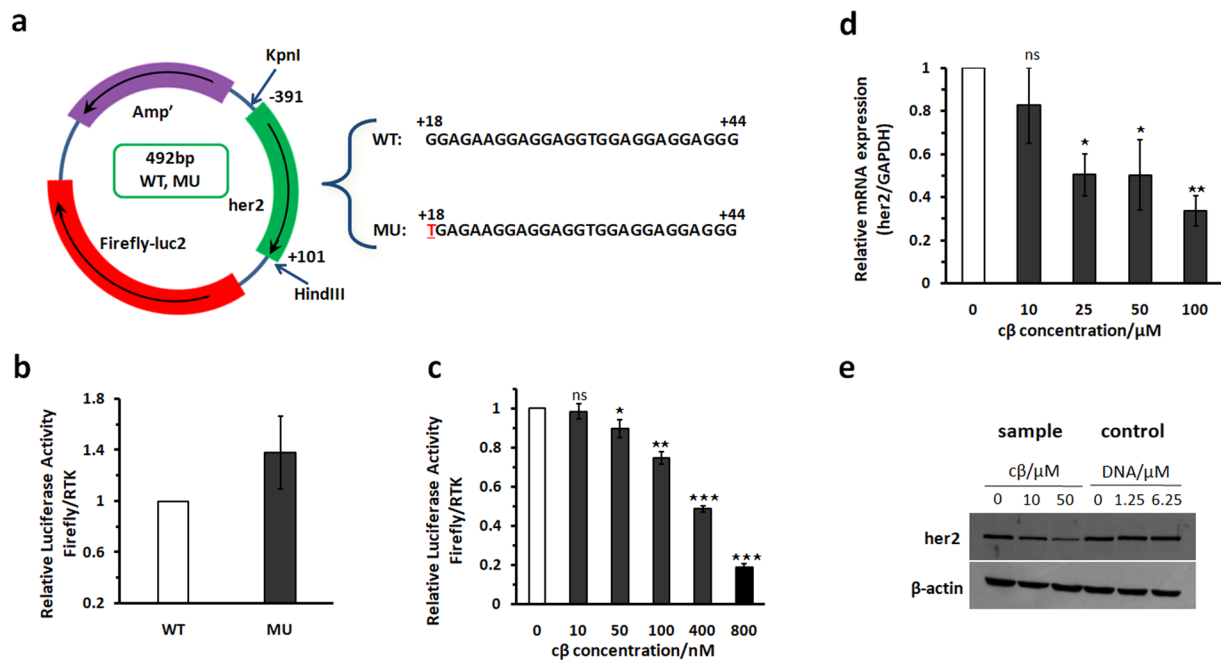 a
KpnI
-391
Amp'
492bp
WT, MU
her2
Firefly-luc2
+101
HindIII
+18 +44
WT: GGAGAAGGAGGAGGTGGAGGAGGAGGG
+18 +44
MU: TGAGAAGGAGGAGGTGGAGGAGGAGGG
b
Relative Luciferase Activity
Firefly/RTK
1.8
1.4
1
0.6
0.2
WT MU
c
Relative Luciferase Activity
Firefly/RTK
1
0.8
0.6
0.4
0.2
0
ns * ** *** ***
0 10 50 100 400 800
cβ concentration/nM
d
Relative mRNA expression
(her2/GAPDH)
1
0.8
0.6
0.4
0.2
0
ns * * **
0 10 25 50 100
cβ concentration/μM
e
sample control
cβ/μM DNA/μM
0 10 50 0 1.25 6.25
her2
β-actin